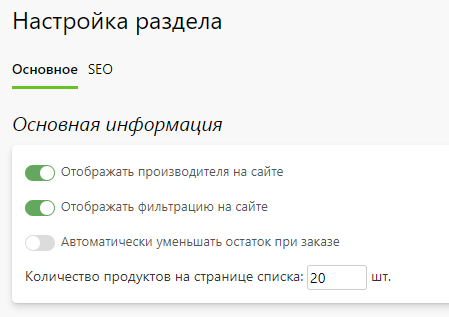 Настройка раздела
Основное SEO
Основная информация
Отображать производителя на сайте
Отображать фильтрацию на сайте
Автоматически уменьшать остаток при заказе
Количество продуктов на странице списка: 20 шт.